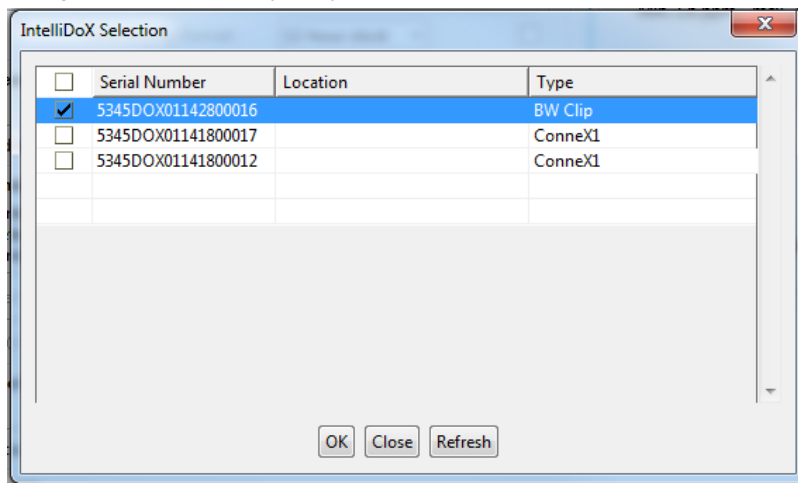 IntelliDoX Selection
Serial Number Location Type
5345DOX01142800016 BW Clip
5345DOX01141800017 ConneX1
5345DOX01141800012 ConneX1
OK Close Refresh